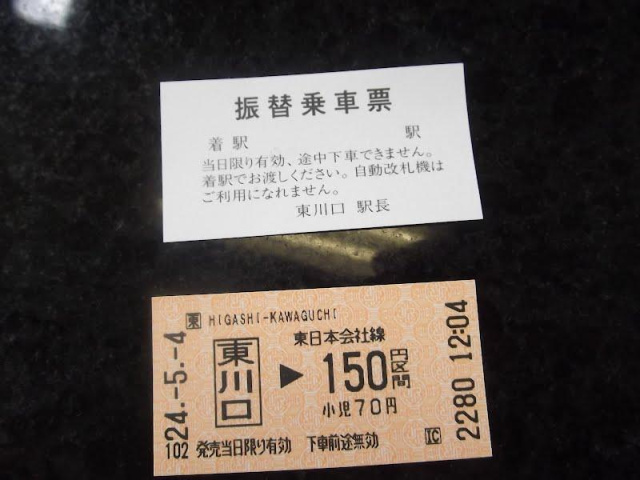 振替乗車票
着駅 駅
当日限り有効、途中下車できません。
着駅でお渡しください。自動改札機は
ご利用になれません。
東川口 駅長
東 HIGASHI-KAWAGUCHI
東日本会社線
東川口 ▶ 150円区間
小児70円
24.-5.-4
102 発売当日限り有効 下車前途無効
IC
2280 12:04